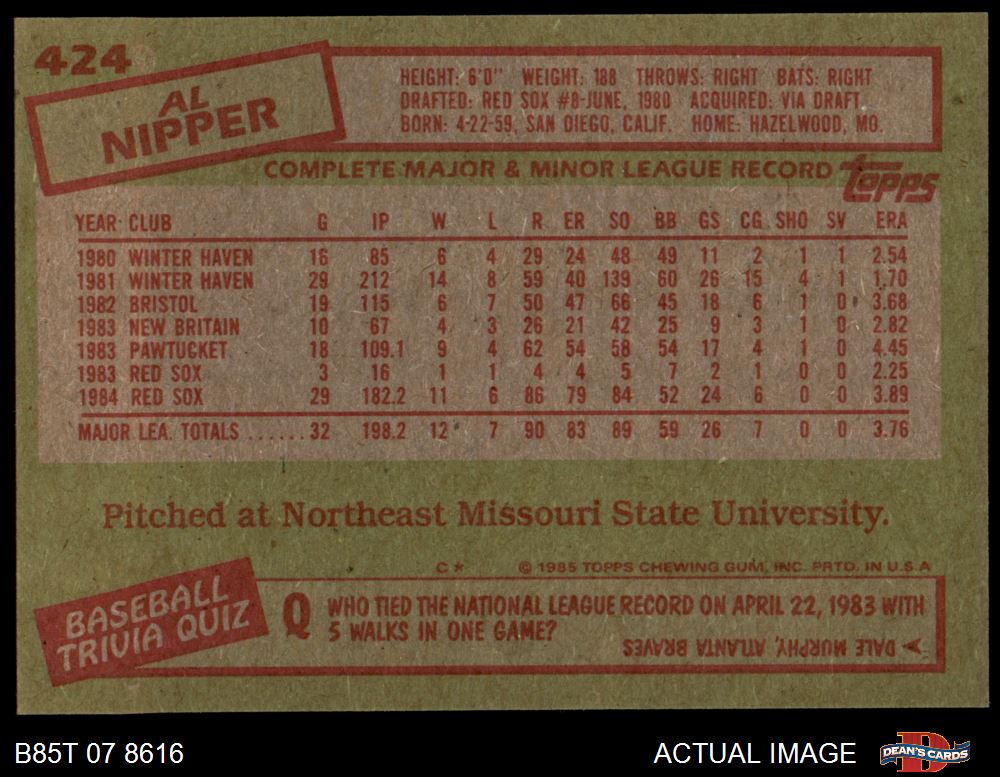 424
AL
NIPPER
HEIGHT: 6'0" WEIGHT: 188 THROWS: RIGHT BATS: RIGHT
DRAFTED: RED SOX #8-JUNE, 1980 ACQUIRED: VIA DRAFT
BORN: 4-22-59, SAN DIEGO, CALIF. HOME: HAZELWOOD, MO.
COMPLETE MAJOR & MINOR LEAGUE RECORD topps
YEAR CLUB G IP W L R ER SO BB GS CG SHO SV ERA
1980 WINTER HAVEN 16 85 6 4 29 24 48 49 11 2 1 1 2.54
1981 WINTER HAVEN 29 212 14 8 59 40 139 60 26 15 4 1 1.70
1982 BRISTOL 19 115 6 7 50 47 66 45 18 6 1 0 3.68
1983 NEW BRITAIN 10 67 4 3 26 21 42 25 9 3 1 0 2.82
1983 PAWTUCKET 18 109.1 9 4 62 54 58 54 17 4 1 0 4.45
1983 RED SOX 3 16 1 1 4 4 5 7 2 1 0 0 2.25
1984 RED SOX 29 182.2 11 6 86 79 84 52 24 6 0 0 3.89
MAJOR LEA. TOTALS ...... 32 198.2 12 7 90 83 89 59 26 7 0 0 3.76
Pitched at Northeast Missouri State University.
C* © 1985 TOPPS CHEWING GUM, INC. PRTD. IN U.S.A
BASEBALL
TRIVIA QUIZ
Q WHO TIED THE NATIONAL LEAGUE RECORD ON APRIL 22, 1983 WITH
5 WALKS IN ONE GAME?
DALE MURPHY, ATLANTA BRAVES
B85T 07 8616
ACTUAL IMAGE
D
DEAN'S CARDS